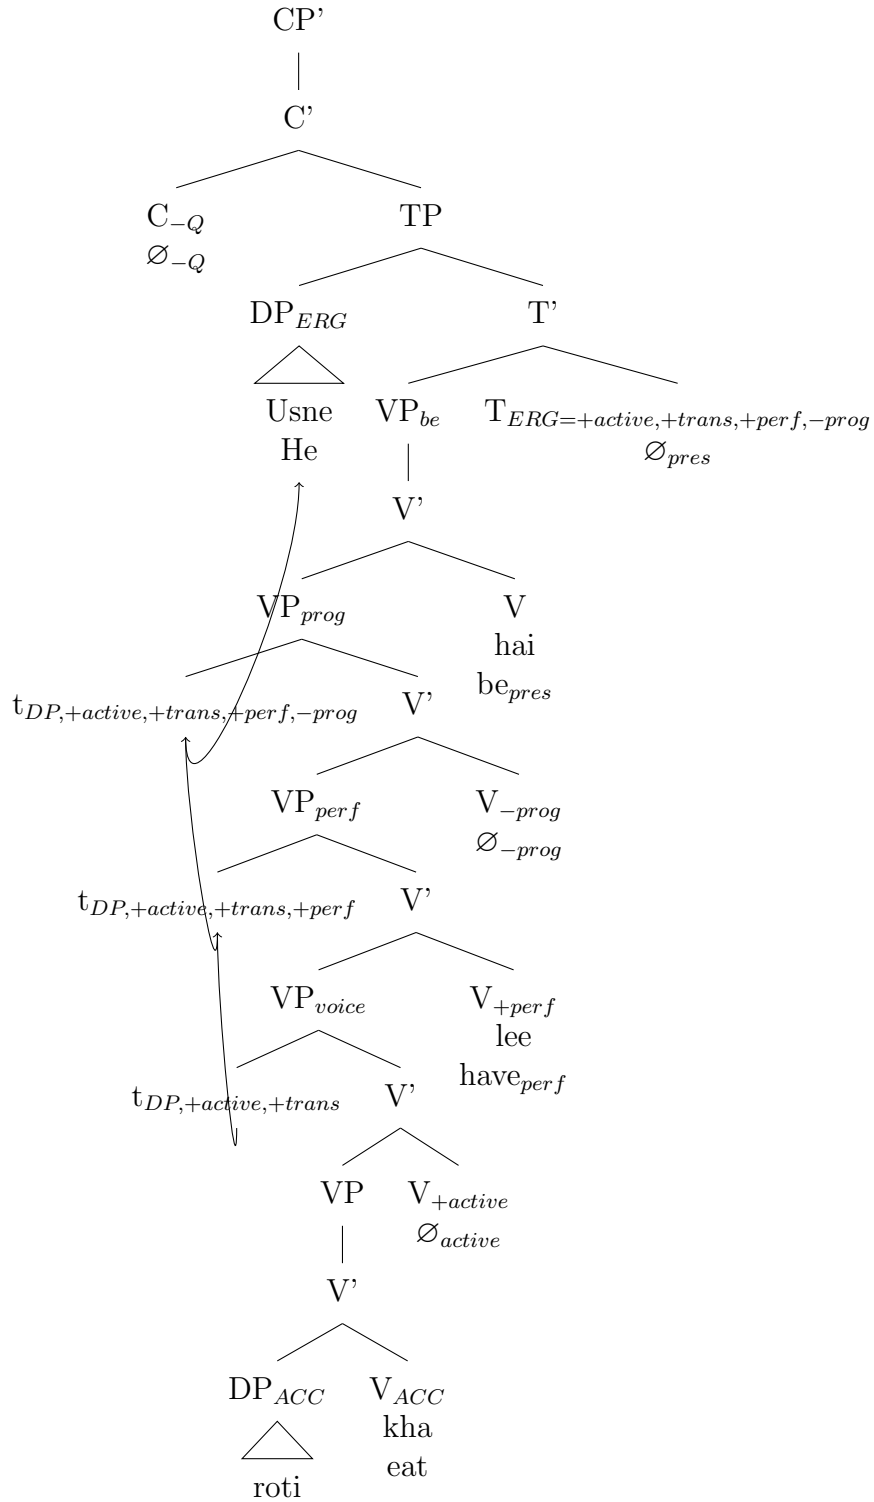 CP'
C'
C−Q TP
∅−Q
DPERG T'
Usne VPbe TERG=+active,+trans,+perf,−prog
He ∅pres
V'
VPprog V
hai
bepres
tDP,+active,+trans,+perf,−prog V'
VPperf V−prog
∅−prog
tDP,+active,+trans,+perf V'
VPvoice V+perf
lee
haveperf
tDP,+active,+trans V'
VP V+active
∅active
V'
DPACC VACC
kha
eat
roti